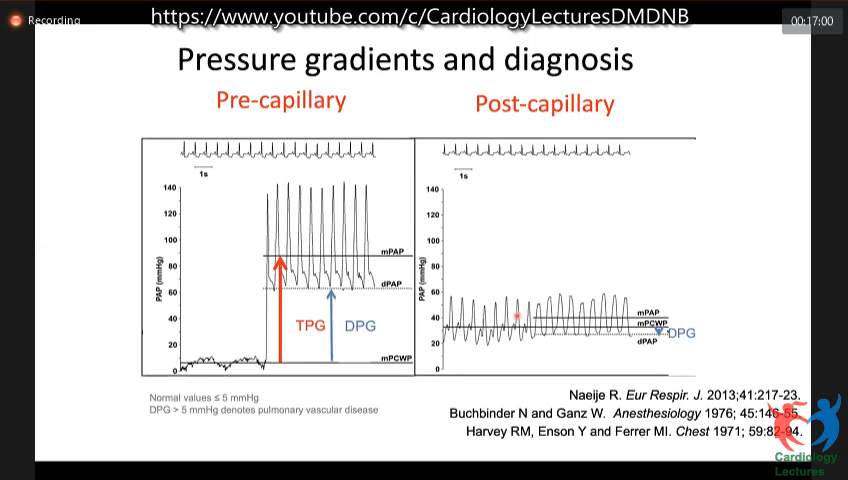 https://www.youtube.com/c/CardiologyLecturesDMDNB
Recording
00:17:00
Pressure gradients and diagnosis
Pre-capillary
Post-capillary
1s
PAP (mmHg)
140
120
100
80
60
40
20
0
mPAP
dPAP
TPG
DPG
mPCWP
1s
PAP (mmHg)
140
120
100
80
60
40
20
0
mPAP
mPCWP
DPG
dPAP
Normal values ≤ 5 mmHg
DPG > 5 mmHg denotes pulmonary vascular disease
Naeije R. Eur Respir. J. 2013;41:217-23.
Buchbinder N and Ganz W. Anesthesiology 1976; 45:146-55.
Harvey RM, Enson Y and Ferrer MI. Chest 1971; 59:82-94.
Cardiology
Lectures